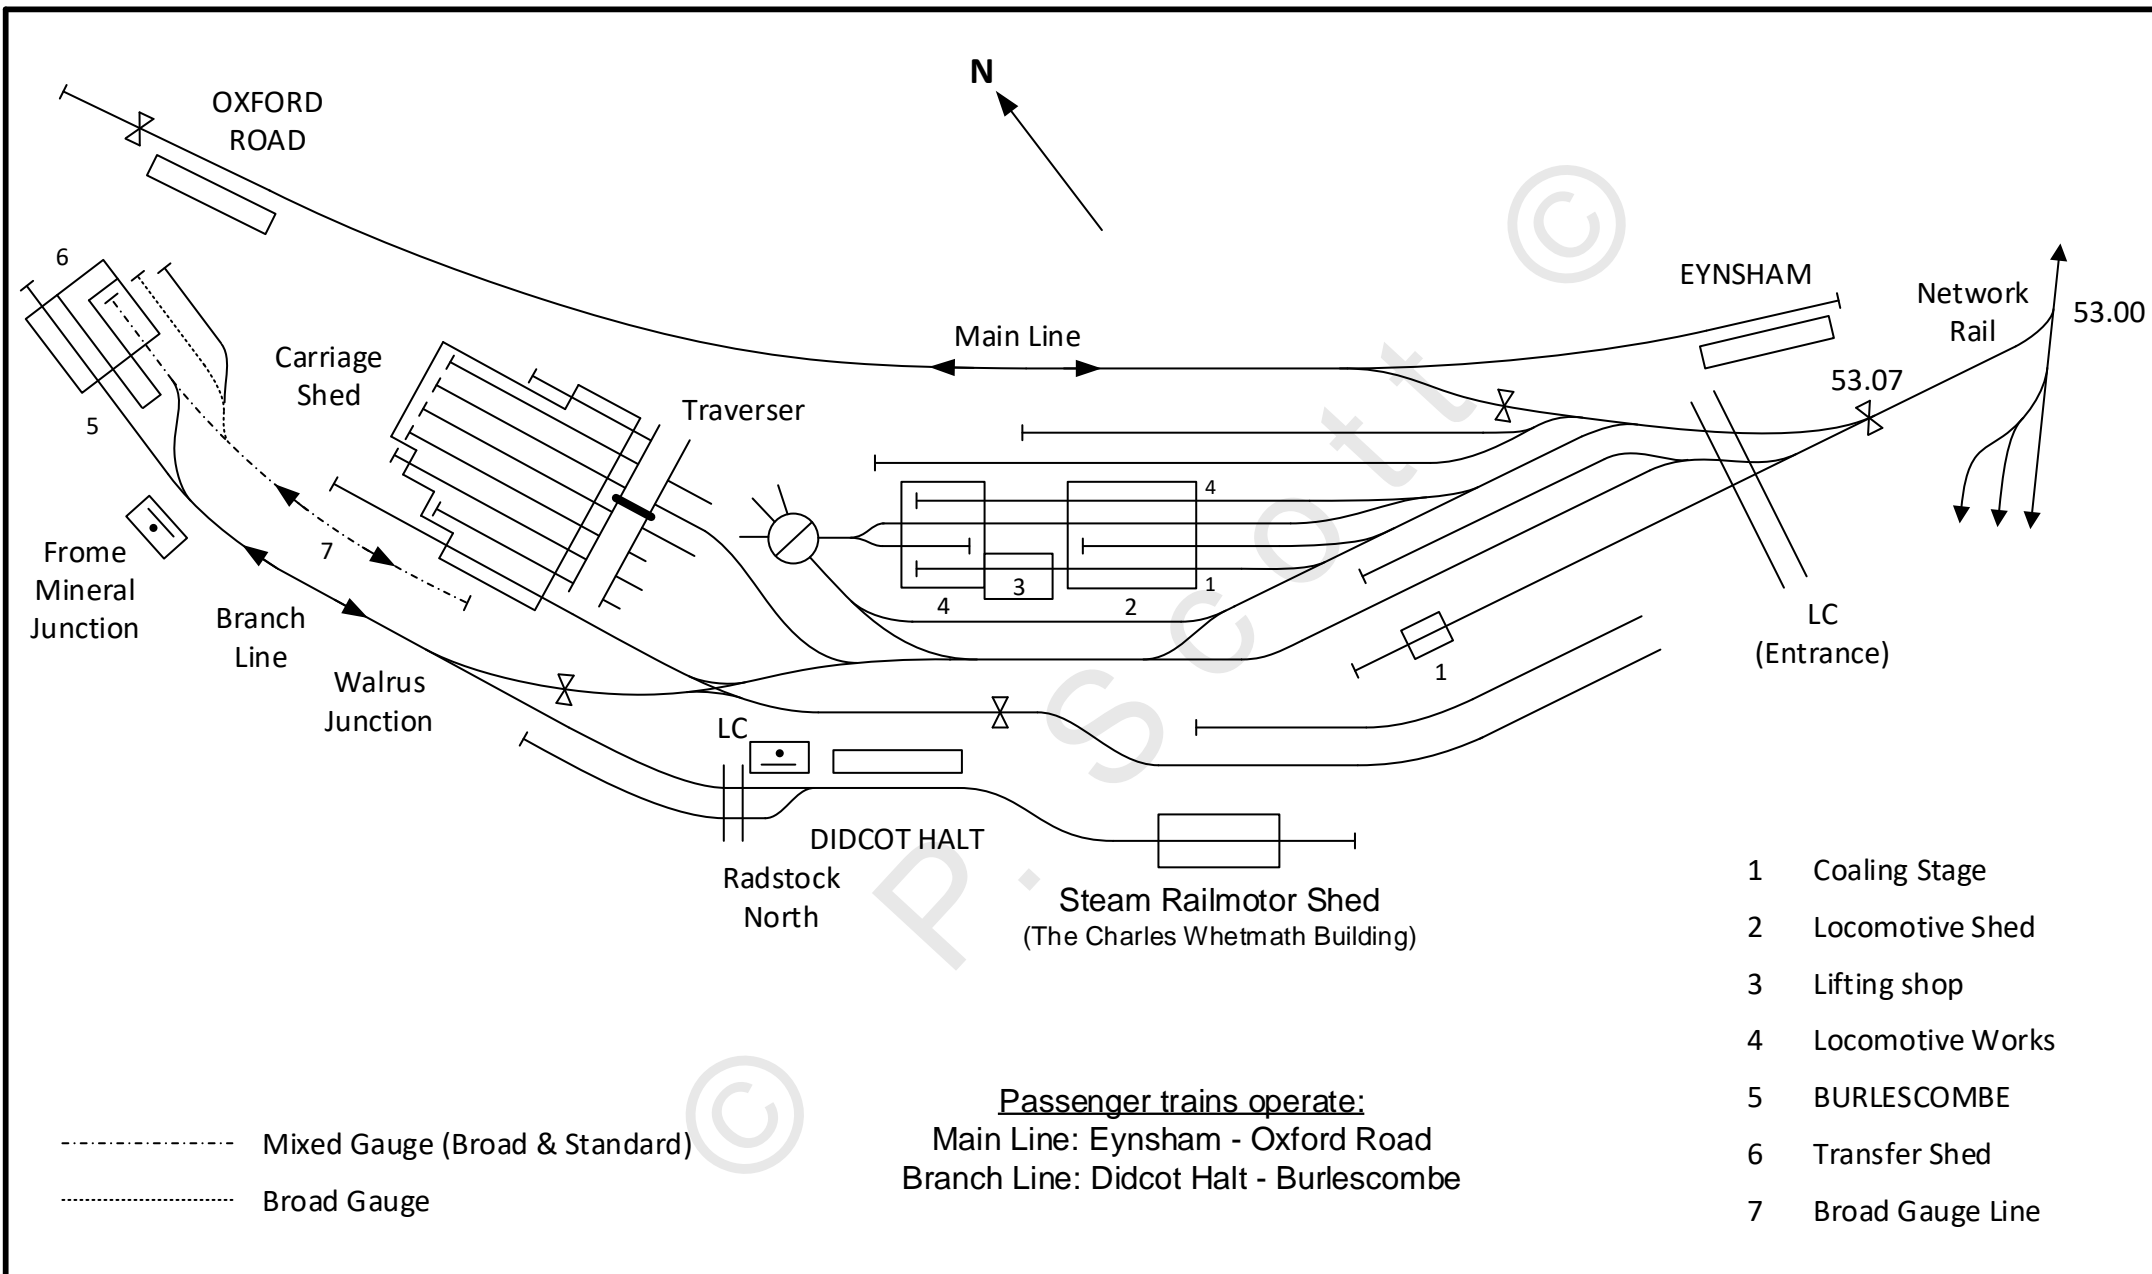 N
OXFORD
ROAD
EYNSHAM
Network
Rail
53.00
6
Main Line
Carriage
Shed
53.07
Traverser
5
4
7
Frome
Mineral
Junction
Branch
Line
4
3
2
1
LC
(Entrance)
1
Walrus
Junction
LC
DIDCOT HALT
Radstock
North
Steam Railmotor Shed
(The Charles Whetmath Building)
1 Coaling Stage
2 Locomotive Shed
3 Lifting shop
4 Locomotive Works
5 BURLESCOMBE
6 Transfer Shed
7 Broad Gauge Line
Passenger trains operate:
Main Line: Eynsham - Oxford Road
Branch Line: Didcot Halt - Burlescombe
Mixed Gauge (Broad & Standard)
Broad Gauge
© P. Scott ©